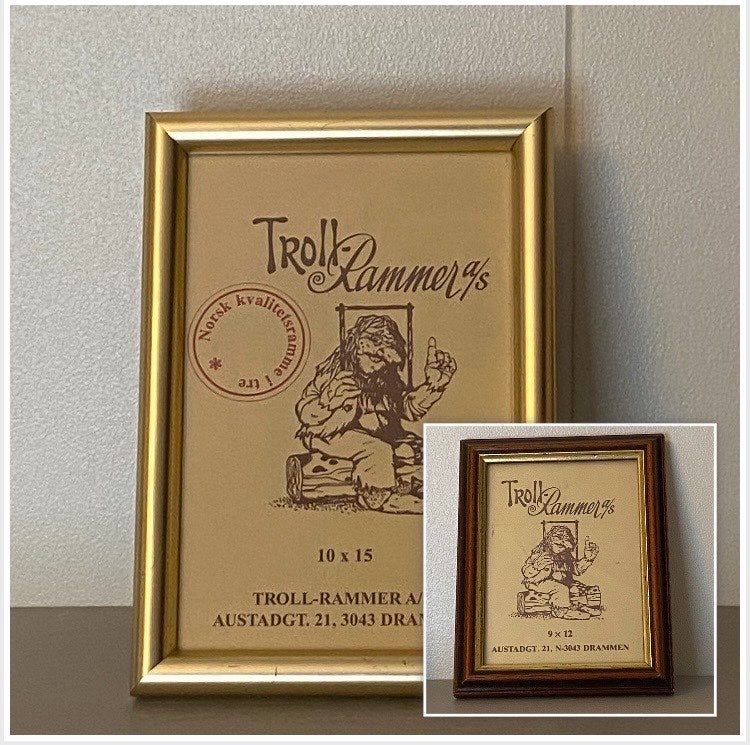 TROLL-
Rammer a/s
* Norsk kvalitetsramme i tre
10 x 15
TROLL-RAMMER A/
AUSTADGT. 21, 3043 DRAM
TROLL-
Rammer a/s
9 x 12
AUSTADGT. 21, N-3043 DRAMMEN